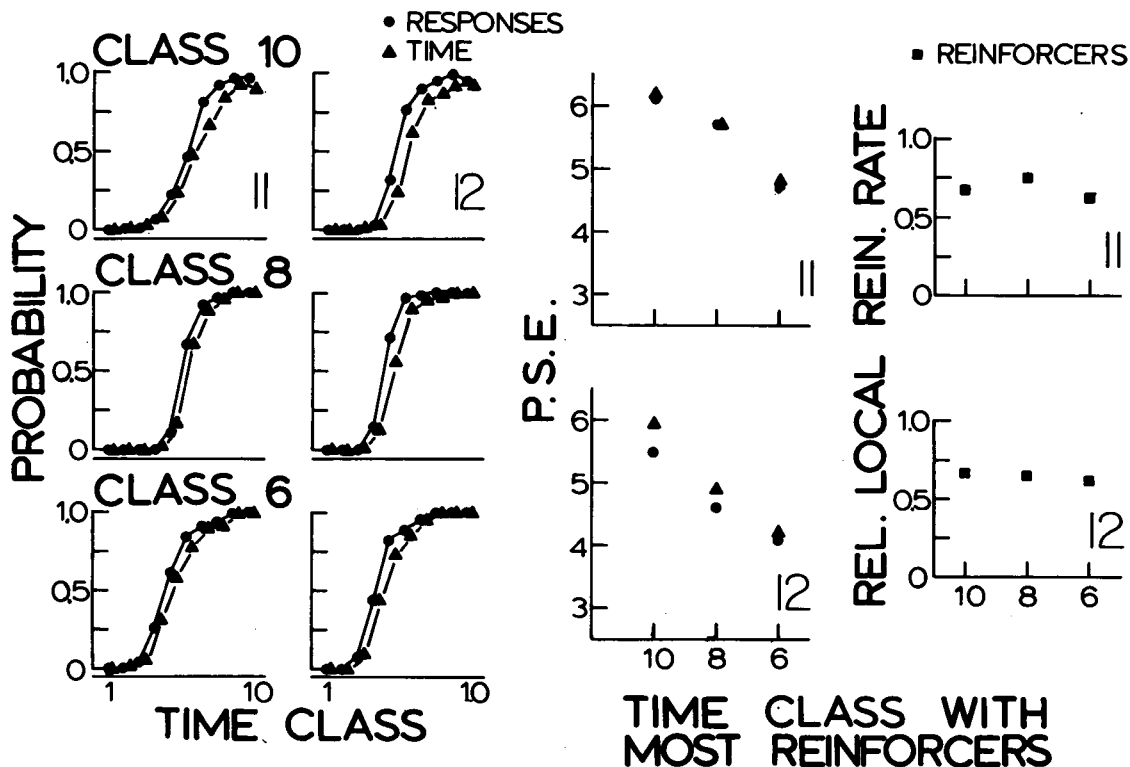 ● RESPONSES
▲ TIME
■ REINFORCERS
CLASS 10
1.0
0.5
0
11
12
CLASS 8
1.0
0.5
0
CLASS 6
1.0
0.5
0
1 10
1 10
PROBABILITY
TIME CLASS
6
5
4
3
11
6
5
4
3
12
10 8 6
P.S.E.
1.0
0.5
0
11
1.0
0.5
0
12
10 8 6
REL. LOCAL REIN. RATE
TIME CLASS WITH
MOST REINFORCERS